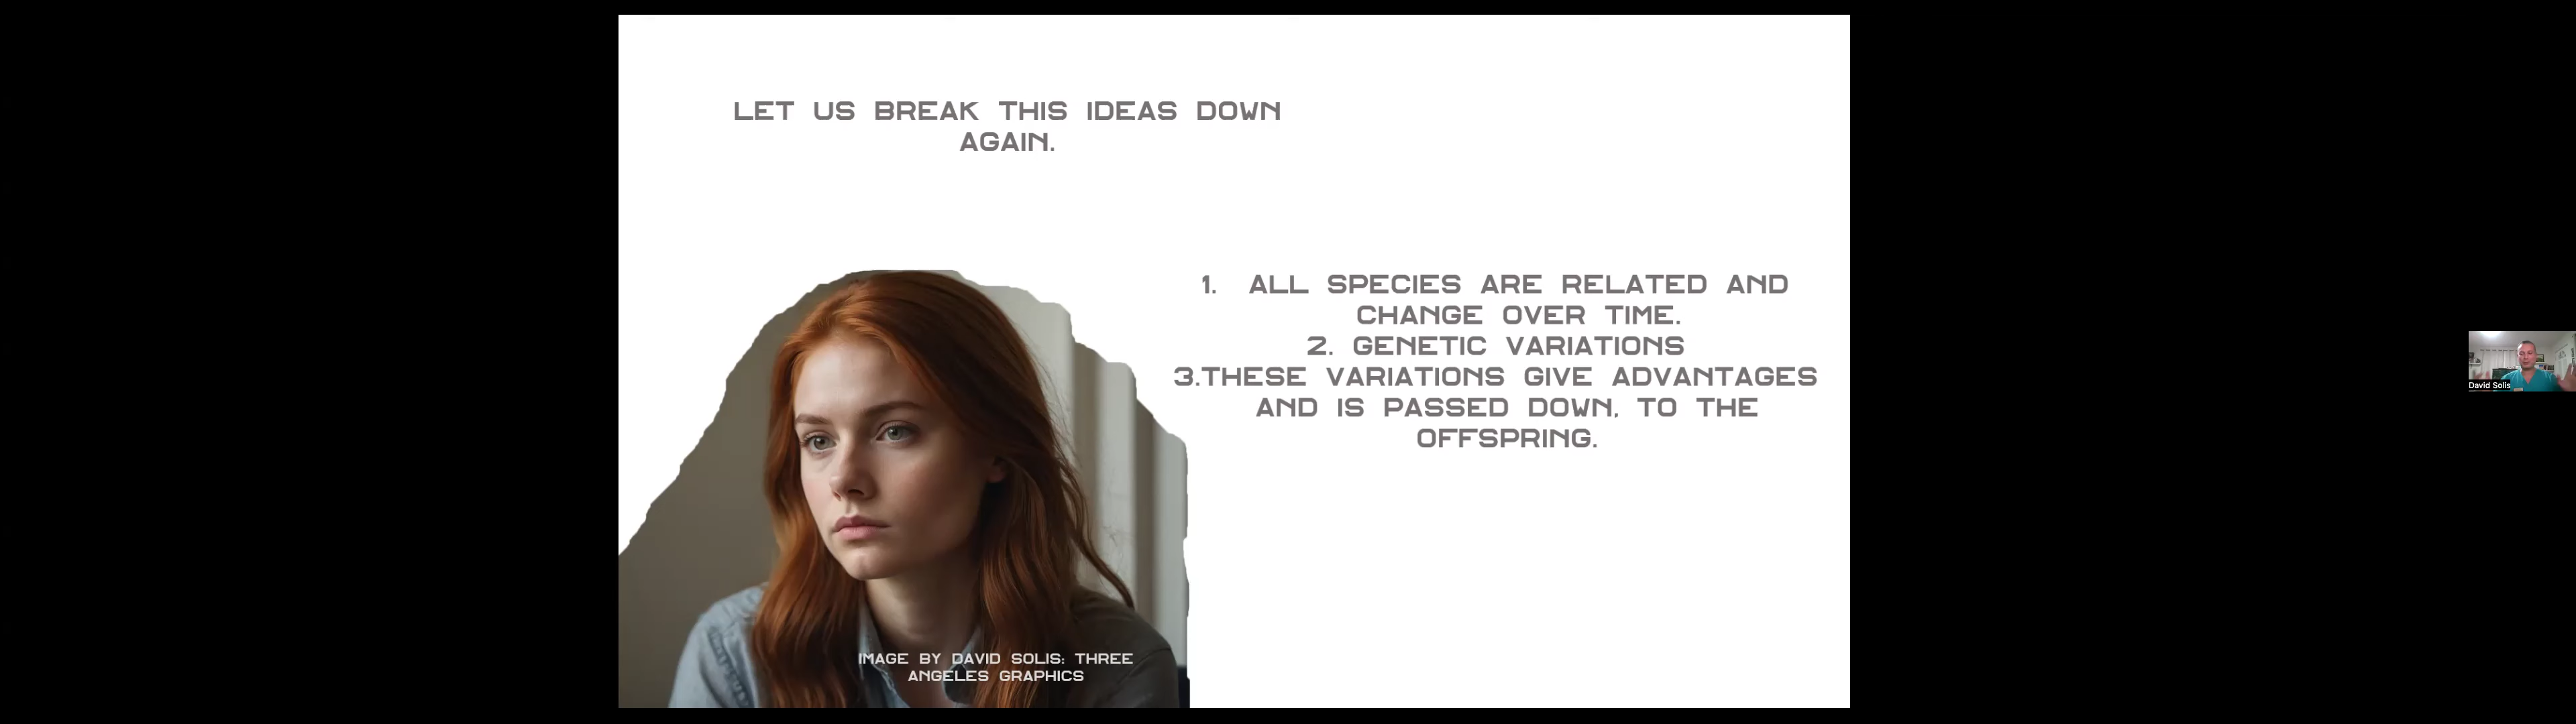 LET US BREAK THIS IDEAS DOWN
AGAIN.
1. ALL SPECIES ARE RELATED AND
CHANGE OVER TIME.
2. GENETIC VARIATIONS
3.THESE VARIATIONS GIVE ADVANTAGES
AND IS PASSED DOWN, TO THE
OFFSPRING.
IMAGE BY DAVID SOLIS: THREE
ANGELES GRAPHICS
David Solis